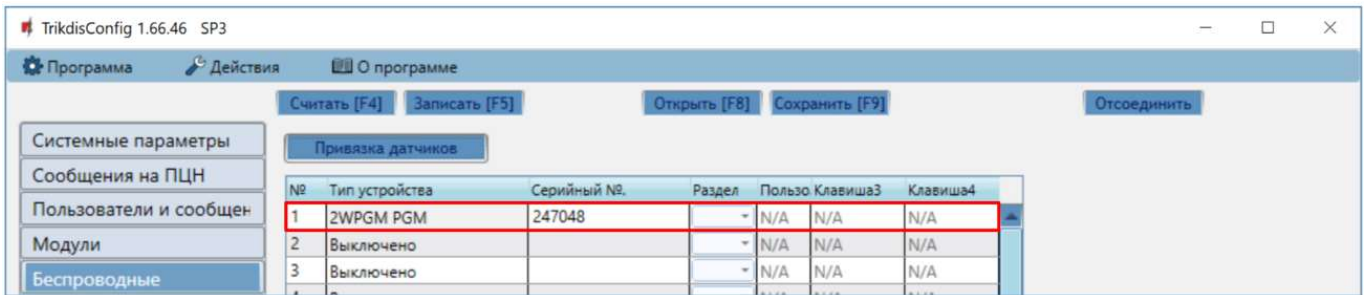 TrikdisConfig 1.66.46 SP3
Программа Действия О программе
Считать [F4] Записать [F5] Открыть [F8] Сохранить [F9] Отсоединить
Системные параметры
Привязка датчиков
Сообщения на ПЦН
№ Тип устройства Серийный №. Раздел Пользо Клавиша3 Клавиша4
Пользователи и сообщен
1 2WPGM PGM 247048 N/A N/A N/A
Модули
2 Выключено N/A N/A N/A
Беспроводные
3 Выключено N/A N/A N/A